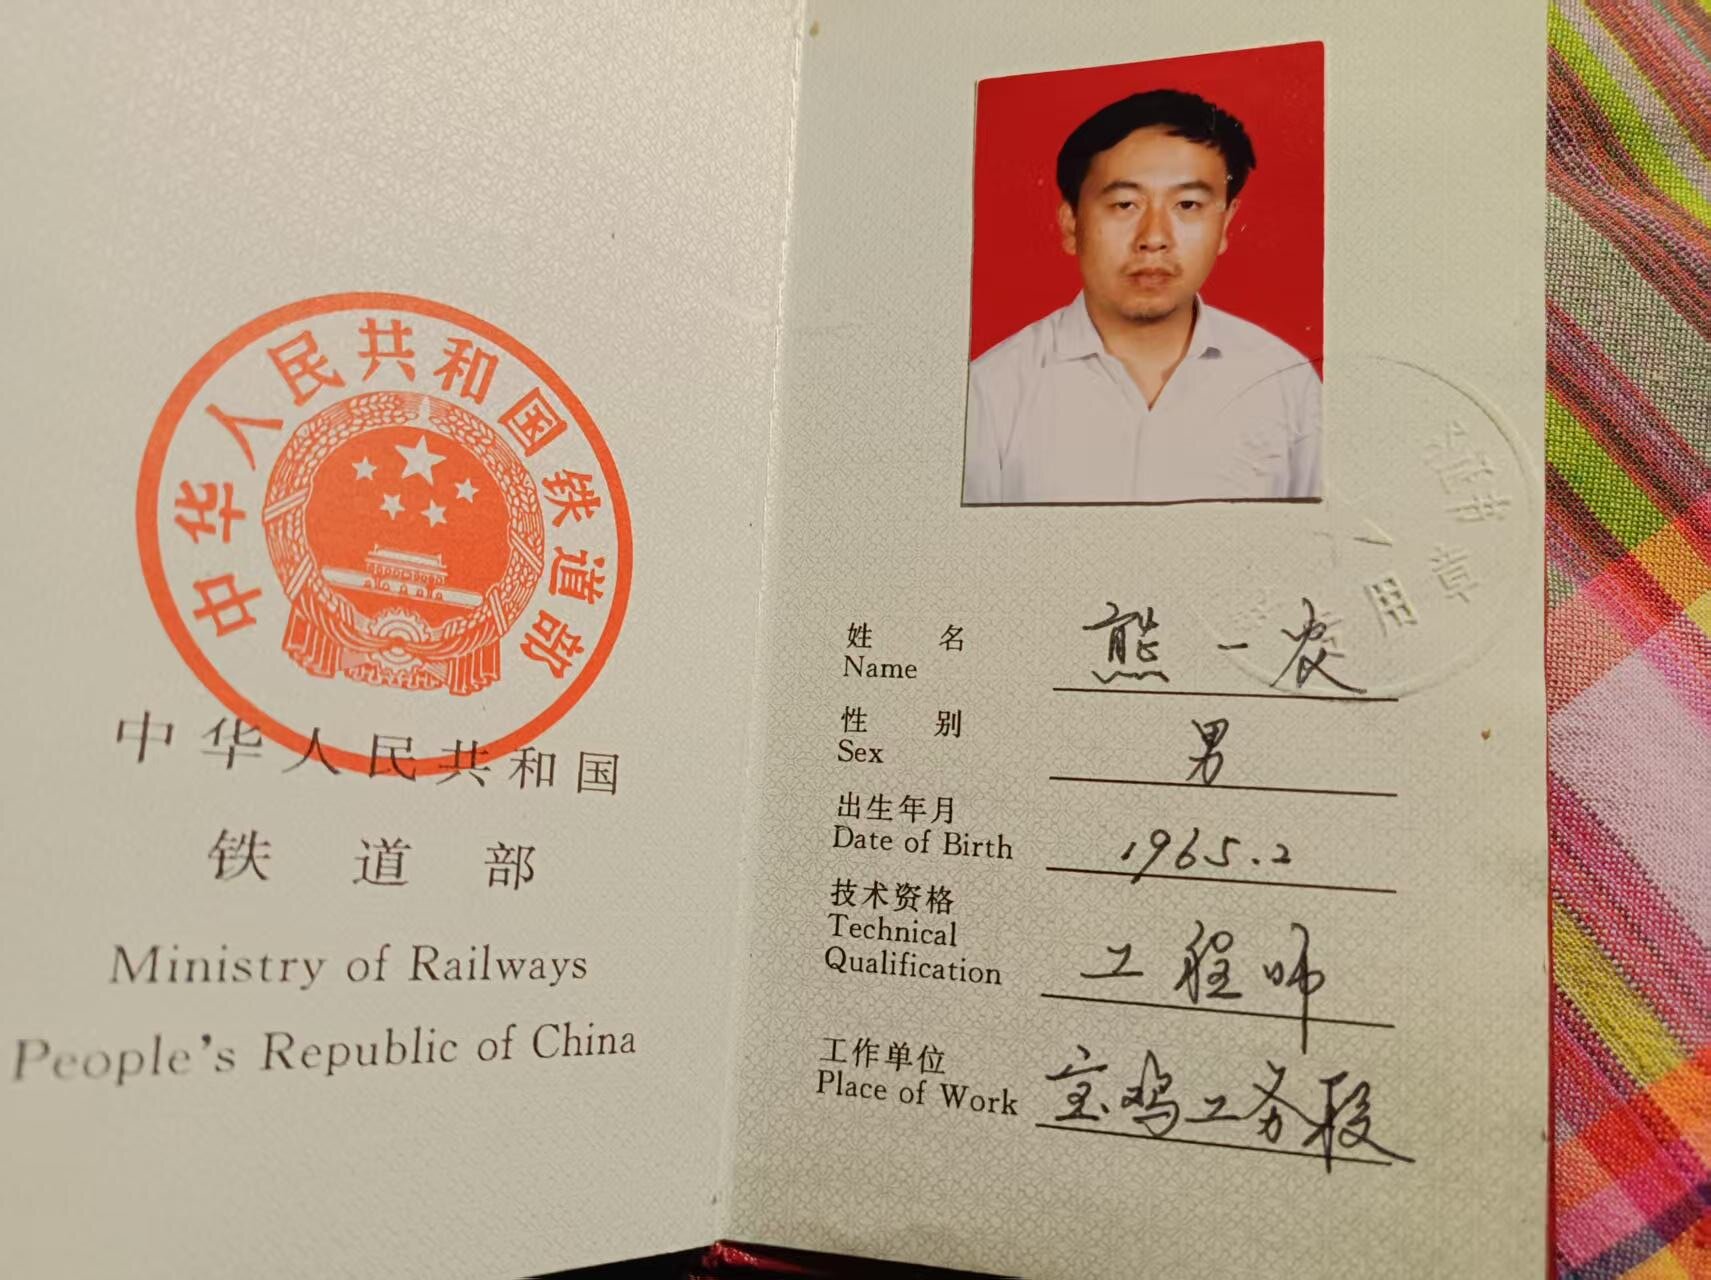 中华人民共和国铁道部
中华人民共和国
铁道部
Ministry of Railways
People's Republic of China
用章
姓名 熊一农
Name
性别 男
Sex
出生年月 1965.2
Date of Birth
技术资格 工程师
Technical
Qualification
工作单位 宝鸡工务段
Place of Work